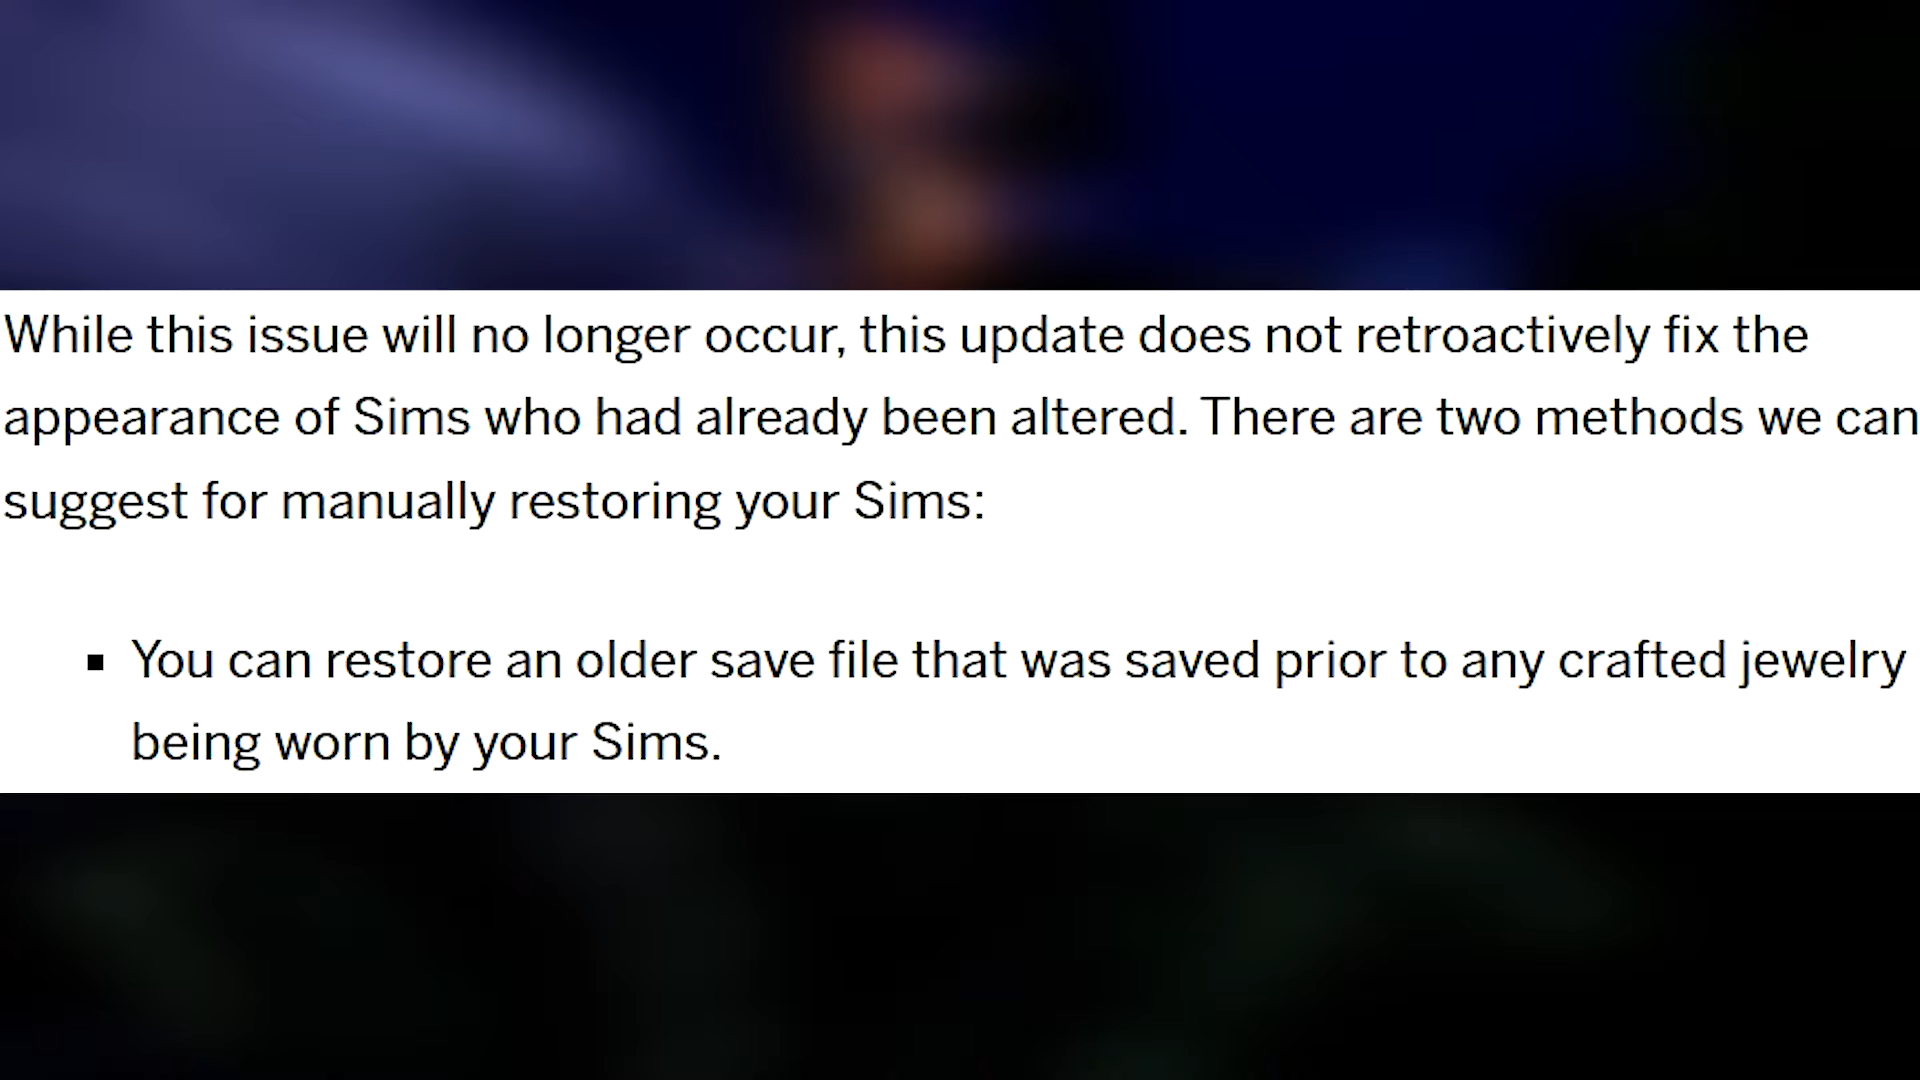 While this issue will no longer occur, this update does not retroactively fix the
appearance of Sims who had already been altered. There are two methods we can
suggest for manually restoring your Sims:
▪ You can restore an older save file that was saved prior to any crafted jewelry
being worn by your Sims.